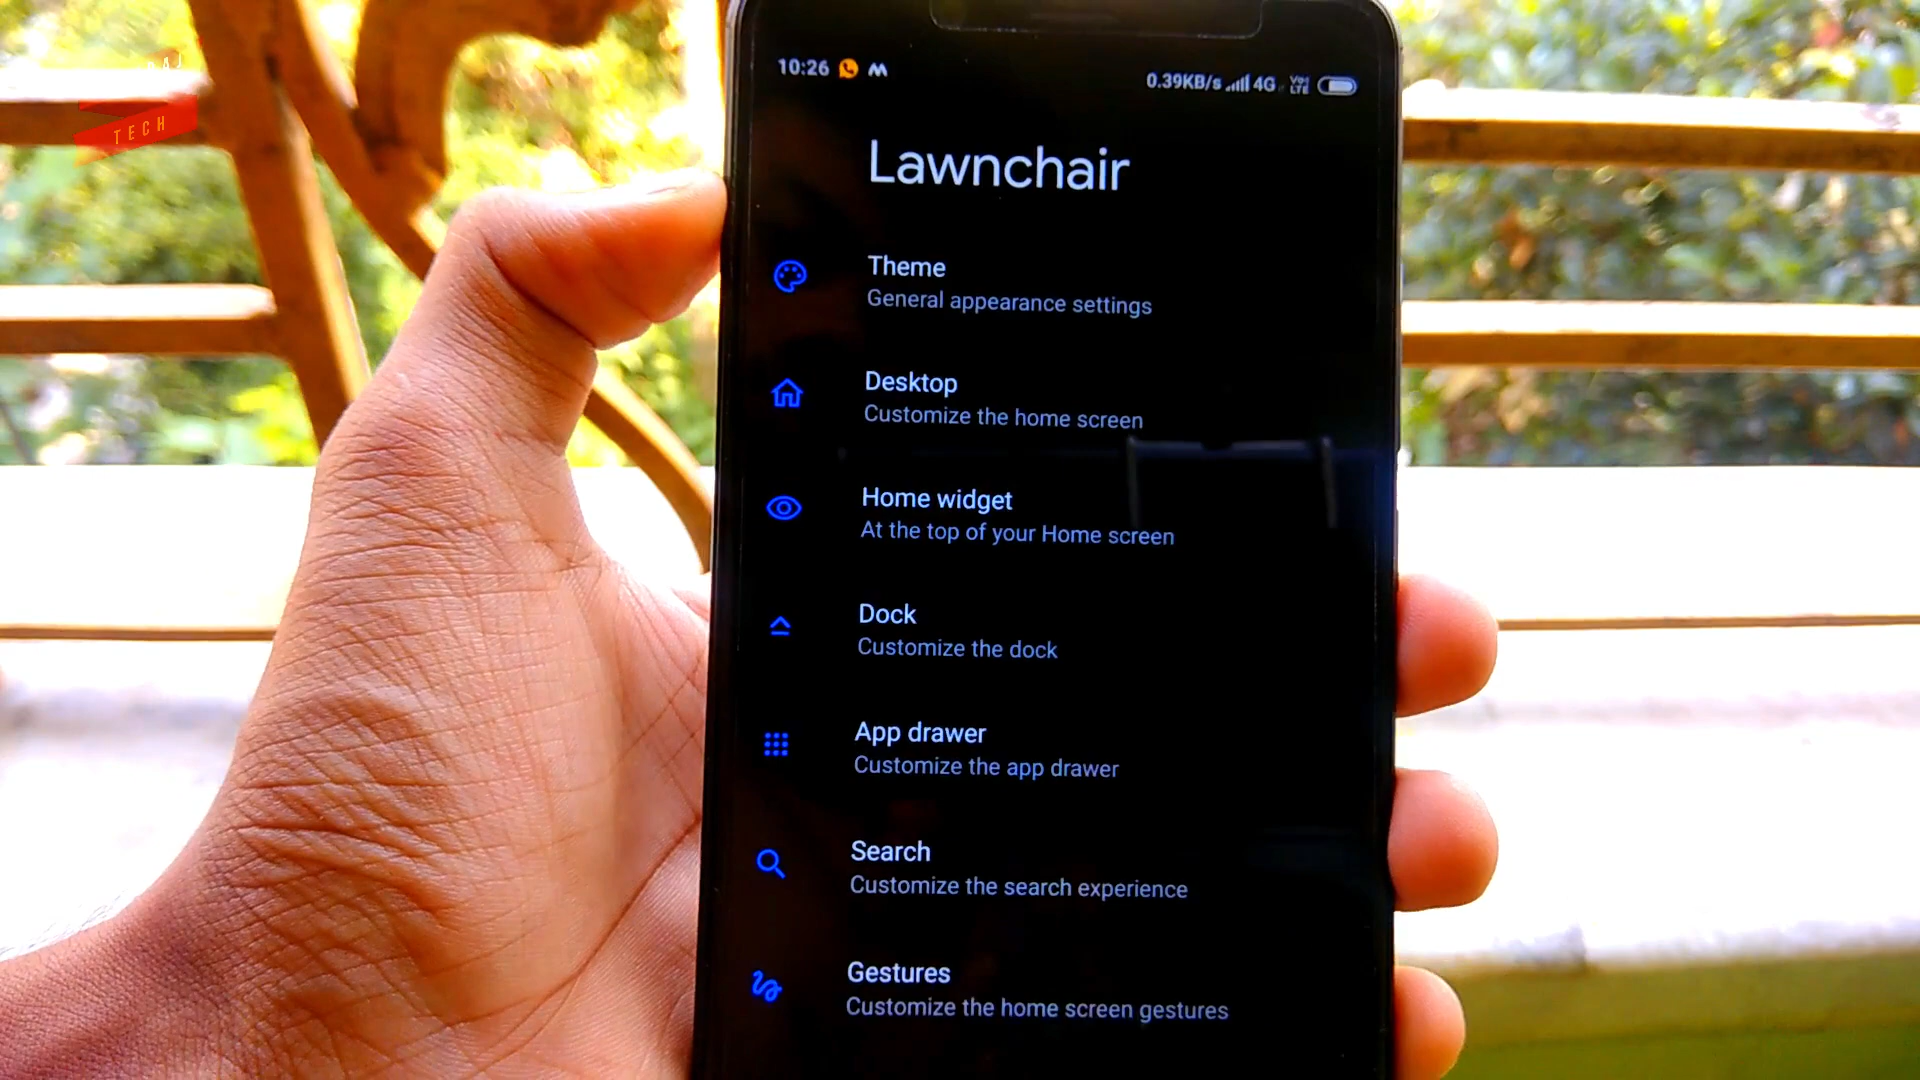 TECH
10:26
0.39KB/s 4G Vo) LTE
Lawnchair
Theme
General appearance settings
Desktop
Customize the home screen
Home widget
At the top of your Home screen
Dock
Customize the dock
App drawer
Customize the app drawer
Search
Customize the search experience
Gestures
Customize the home screen gestures